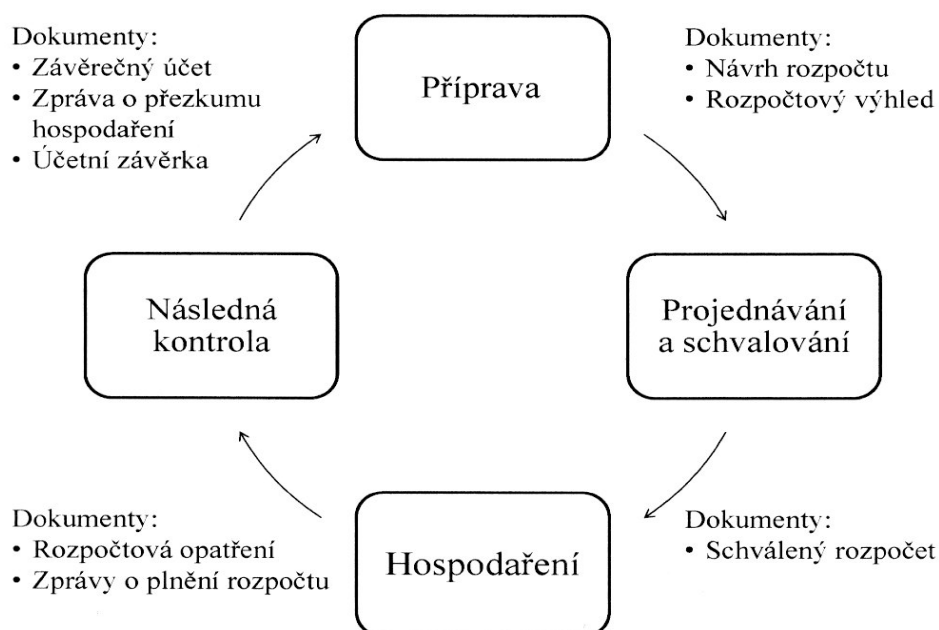 Dokumenty:
• Závěrečný účet
• Zpráva o přezkumu
hospodaření
• Účetní závěrka
Příprava
Dokumenty:
• Návrh rozpočtu
• Rozpočtový výhled
Následná
kontrola
Projednávání
a schvalování
Dokumenty:
• Rozpočtová opatření
• Zprávy o plnění rozpočtu
Hospodaření
Dokumenty:
• Schválený rozpočet